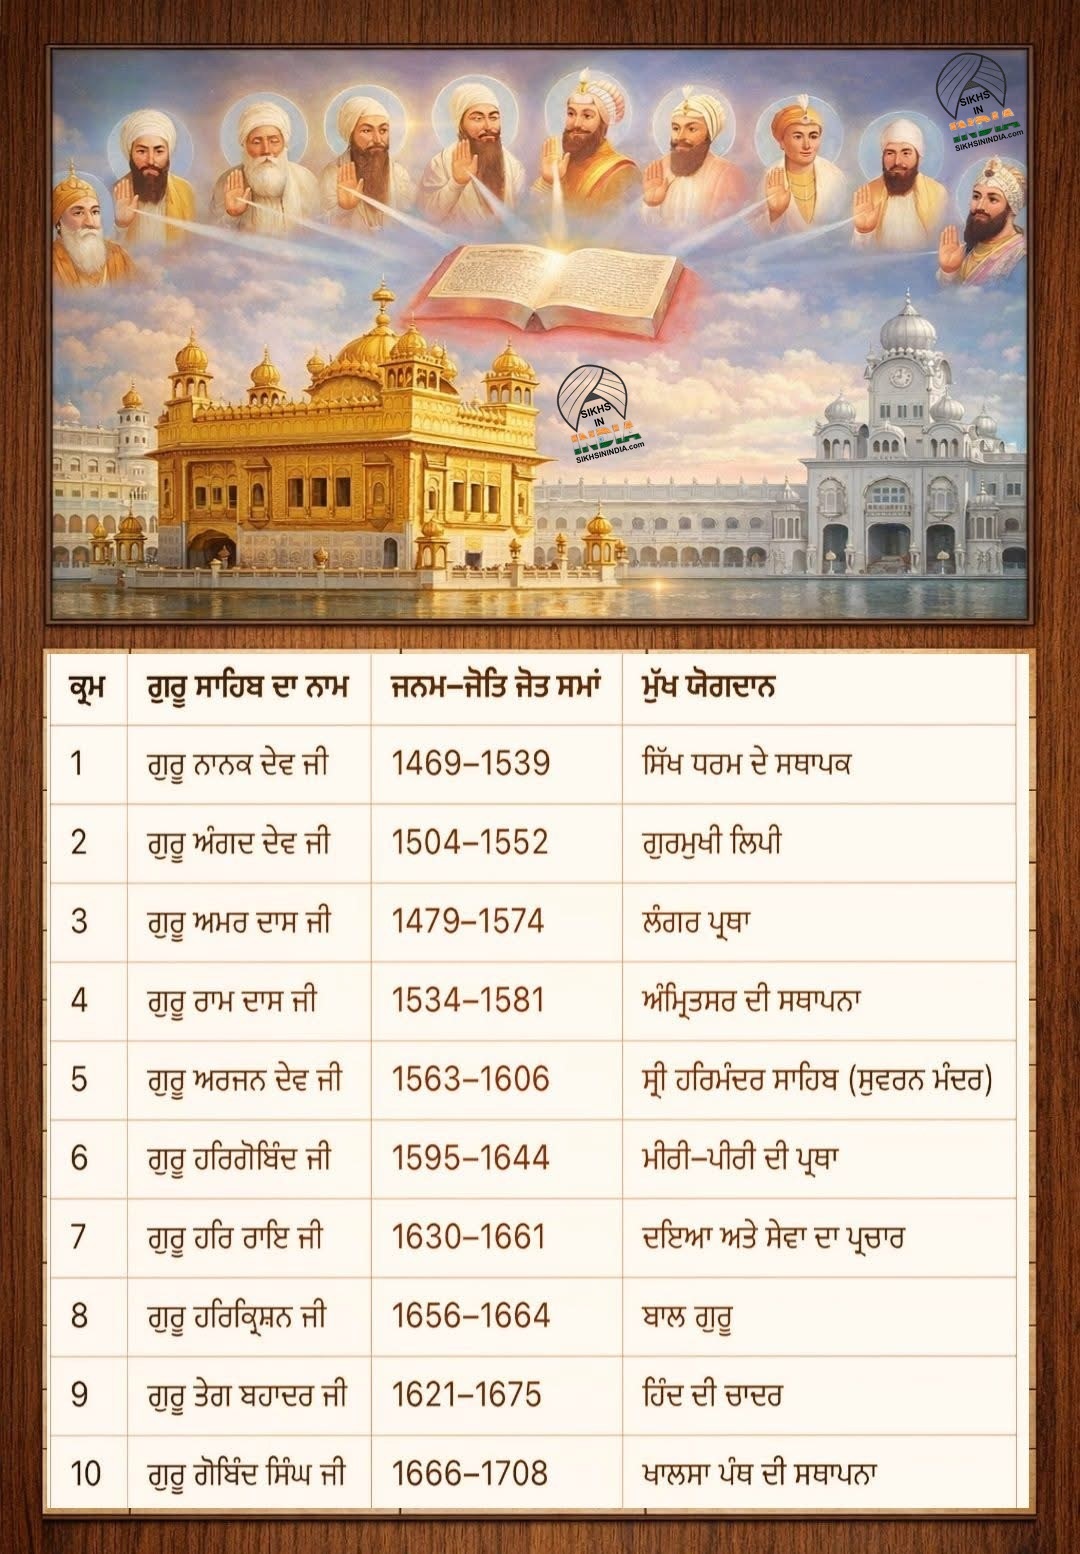 SIKHS
IN
INDIA
SIKHSININDIA.com
SIKHS
IN
INDIA
SIKHSININDIA.com
ਕ੍ਰਮ ਗੁਰੂ ਸਾਹਿਬ ਦਾ ਨਾਮ ਜਨਮ–ਜੋਤਿ ਜੋਤ ਸਮਾਂ ਮੁੱਖ ਯੋਗਦਾਨ
1 ਗੁਰੂ ਨਾਨਕ ਦੇਵ ਜੀ 1469–1539 ਸਿੱਖ ਧਰਮ ਦੇ ਸਥਾਪਕ
2 ਗੁਰੂ ਅੰਗਦ ਦੇਵ ਜੀ 1504–1552 ਗੁਰਮੁਖੀ ਲਿਪੀ
3 ਗੁਰੂ ਅਮਰ ਦਾਸ ਜੀ 1479–1574 ਲੰਗਰ ਪ੍ਰਥਾ
4 ਗੁਰੂ ਰਾਮ ਦਾਸ ਜੀ 1534–1581 ਅੰਮ੍ਰਿਤਸਰ ਦੀ ਸਥਾਪਨਾ
5 ਗੁਰੂ ਅਰਜਨ ਦੇਵ ਜੀ 1563–1606 ਸ੍ਰੀ ਹਰਿਮੰਦਰ ਸਾਹਿਬ (ਸੁਵਰਨ ਮੰਦਰ)
6 ਗੁਰੂ ਹਰਿਗੋਬਿੰਦ ਜੀ 1595–1644 ਮੀਰੀ–ਪੀਰੀ ਦੀ ਪ੍ਰਥਾ
7 ਗੁਰੂ ਹਰਿ ਰਾਇ ਜੀ 1630–1661 ਦਇਆ ਅਤੇ ਸੇਵਾ ਦਾ ਪ੍ਰਚਾਰ
8 ਗੁਰੂ ਹਰਿਕ੍ਰਿਸ਼ਨ ਜੀ 1656–1664 ਬਾਲ ਗੁਰੂ
9 ਗੁਰੂ ਤੇਗ ਬਹਾਦਰ ਜੀ 1621–1675 ਹਿੰਦ ਦੀ ਚਾਦਰ
10 ਗੁਰੂ ਗੋਬਿੰਦ ਸਿੰਘ ਜੀ 1666–1708 ਖਾਲਸਾ ਪੰਥ ਦੀ ਸਥਾਪਨਾ